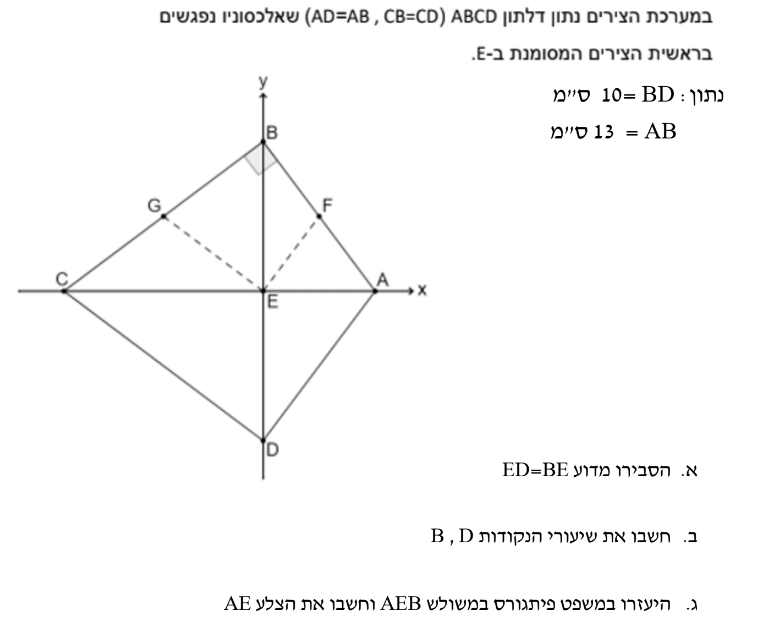 במערכת הצירים נתון דלתון ABCD (AD=AB , CB=CD) שאלכסוניו נפגשים
בראשית הצירים המסומנת ב-E.
נתון : BD =10 ס״מ
AB = 13 ס״מ
y
B
G
F
C
A
x
E
D
א. הסבירו מדוע ED=BE
ב. חשבו את שיעורי הנקודות B , D
ג. היעזרו במשפט פיתגורס במשולש AEB וחשבו את הצלע AE